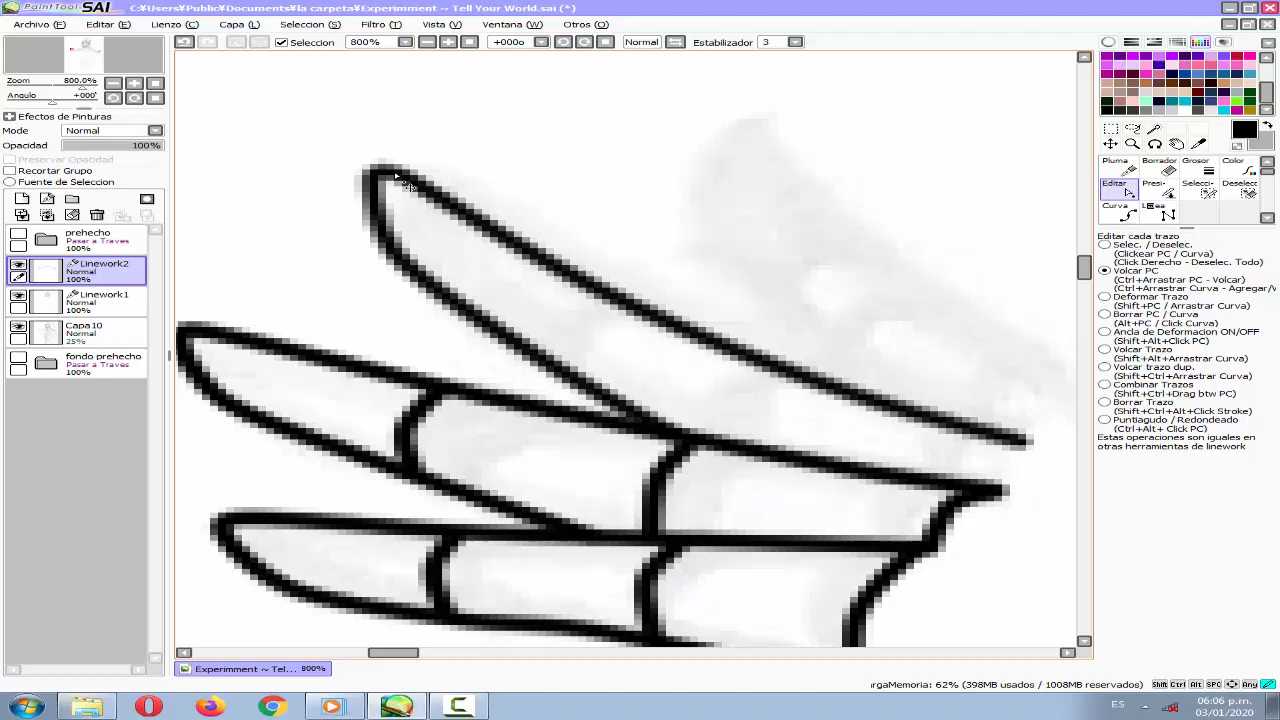 PaintTool SAI C:\Users\Public\Documents\la carpeta\Experimment ~ Tell Your World.sai (*)
Archivo (F) Editar (E) Lienzo (C) Capa (L) Seleccion (S) Filtro (T) Vista (V) Ventana (W) Otros (O)
Seleccion 800% +000° Normal Estabilizador 3
Zoom 800.0%
Angulo +000°
Efectos de Pinturas
Mode Normal
Opacidad 100%
Preservar Opacidad
Recortar Grupo
Fuente de Seleccion
prehecho
Pasar a Traves
100%
Linework2
Normal
100%
Linework1
Normal
100%
Capa10
Normal
25%
fondo prehecho
Pasar a Traves
100%
Pluma Borrador Grosor Color
Editar Presi- Selecci- Deselecc
Curva Linea
Editar cada trazo
Selec. / Deselec.
(Clickear PC / Curva)
(Click Derecho - Deselec. Todo)
Volcar PC
(Ctrl+Arrastrar PC - Volcar)
(Ctrl+Arrastrar Curva - Agregar/V
Deformar Trazo
(Shift+PC / Arrastrar Curva)
Borrar PC / Curva
(Alt+PC / Click Curva)
Ancla de Deformacion ON/OFF
(Shift+Alt+Click PC)
Volcar Trazo
(Shift+Alt+Arrastrar Curva)
Volcar trazo dup.
(Shift+Ctrl+Arrastrar Curva)
Combinar Trazos
(Shift+Ctrl+Drag btw PC)
Borrar Trazo
(Shift+Ctrl+Alt+Click Stroke)
Puntiagudo / Redondeado
(Ctrl+Alt+ Click PC)
Estas operaciones son iguales en
otras herramientas de linework
Experimment ~ Tel... 800%
argaMemoria: 62% (398MB usados / 1008MB reservados) Shift Ctrl Alt SPC Any
ES
06:06 p.m.
03/01/2020